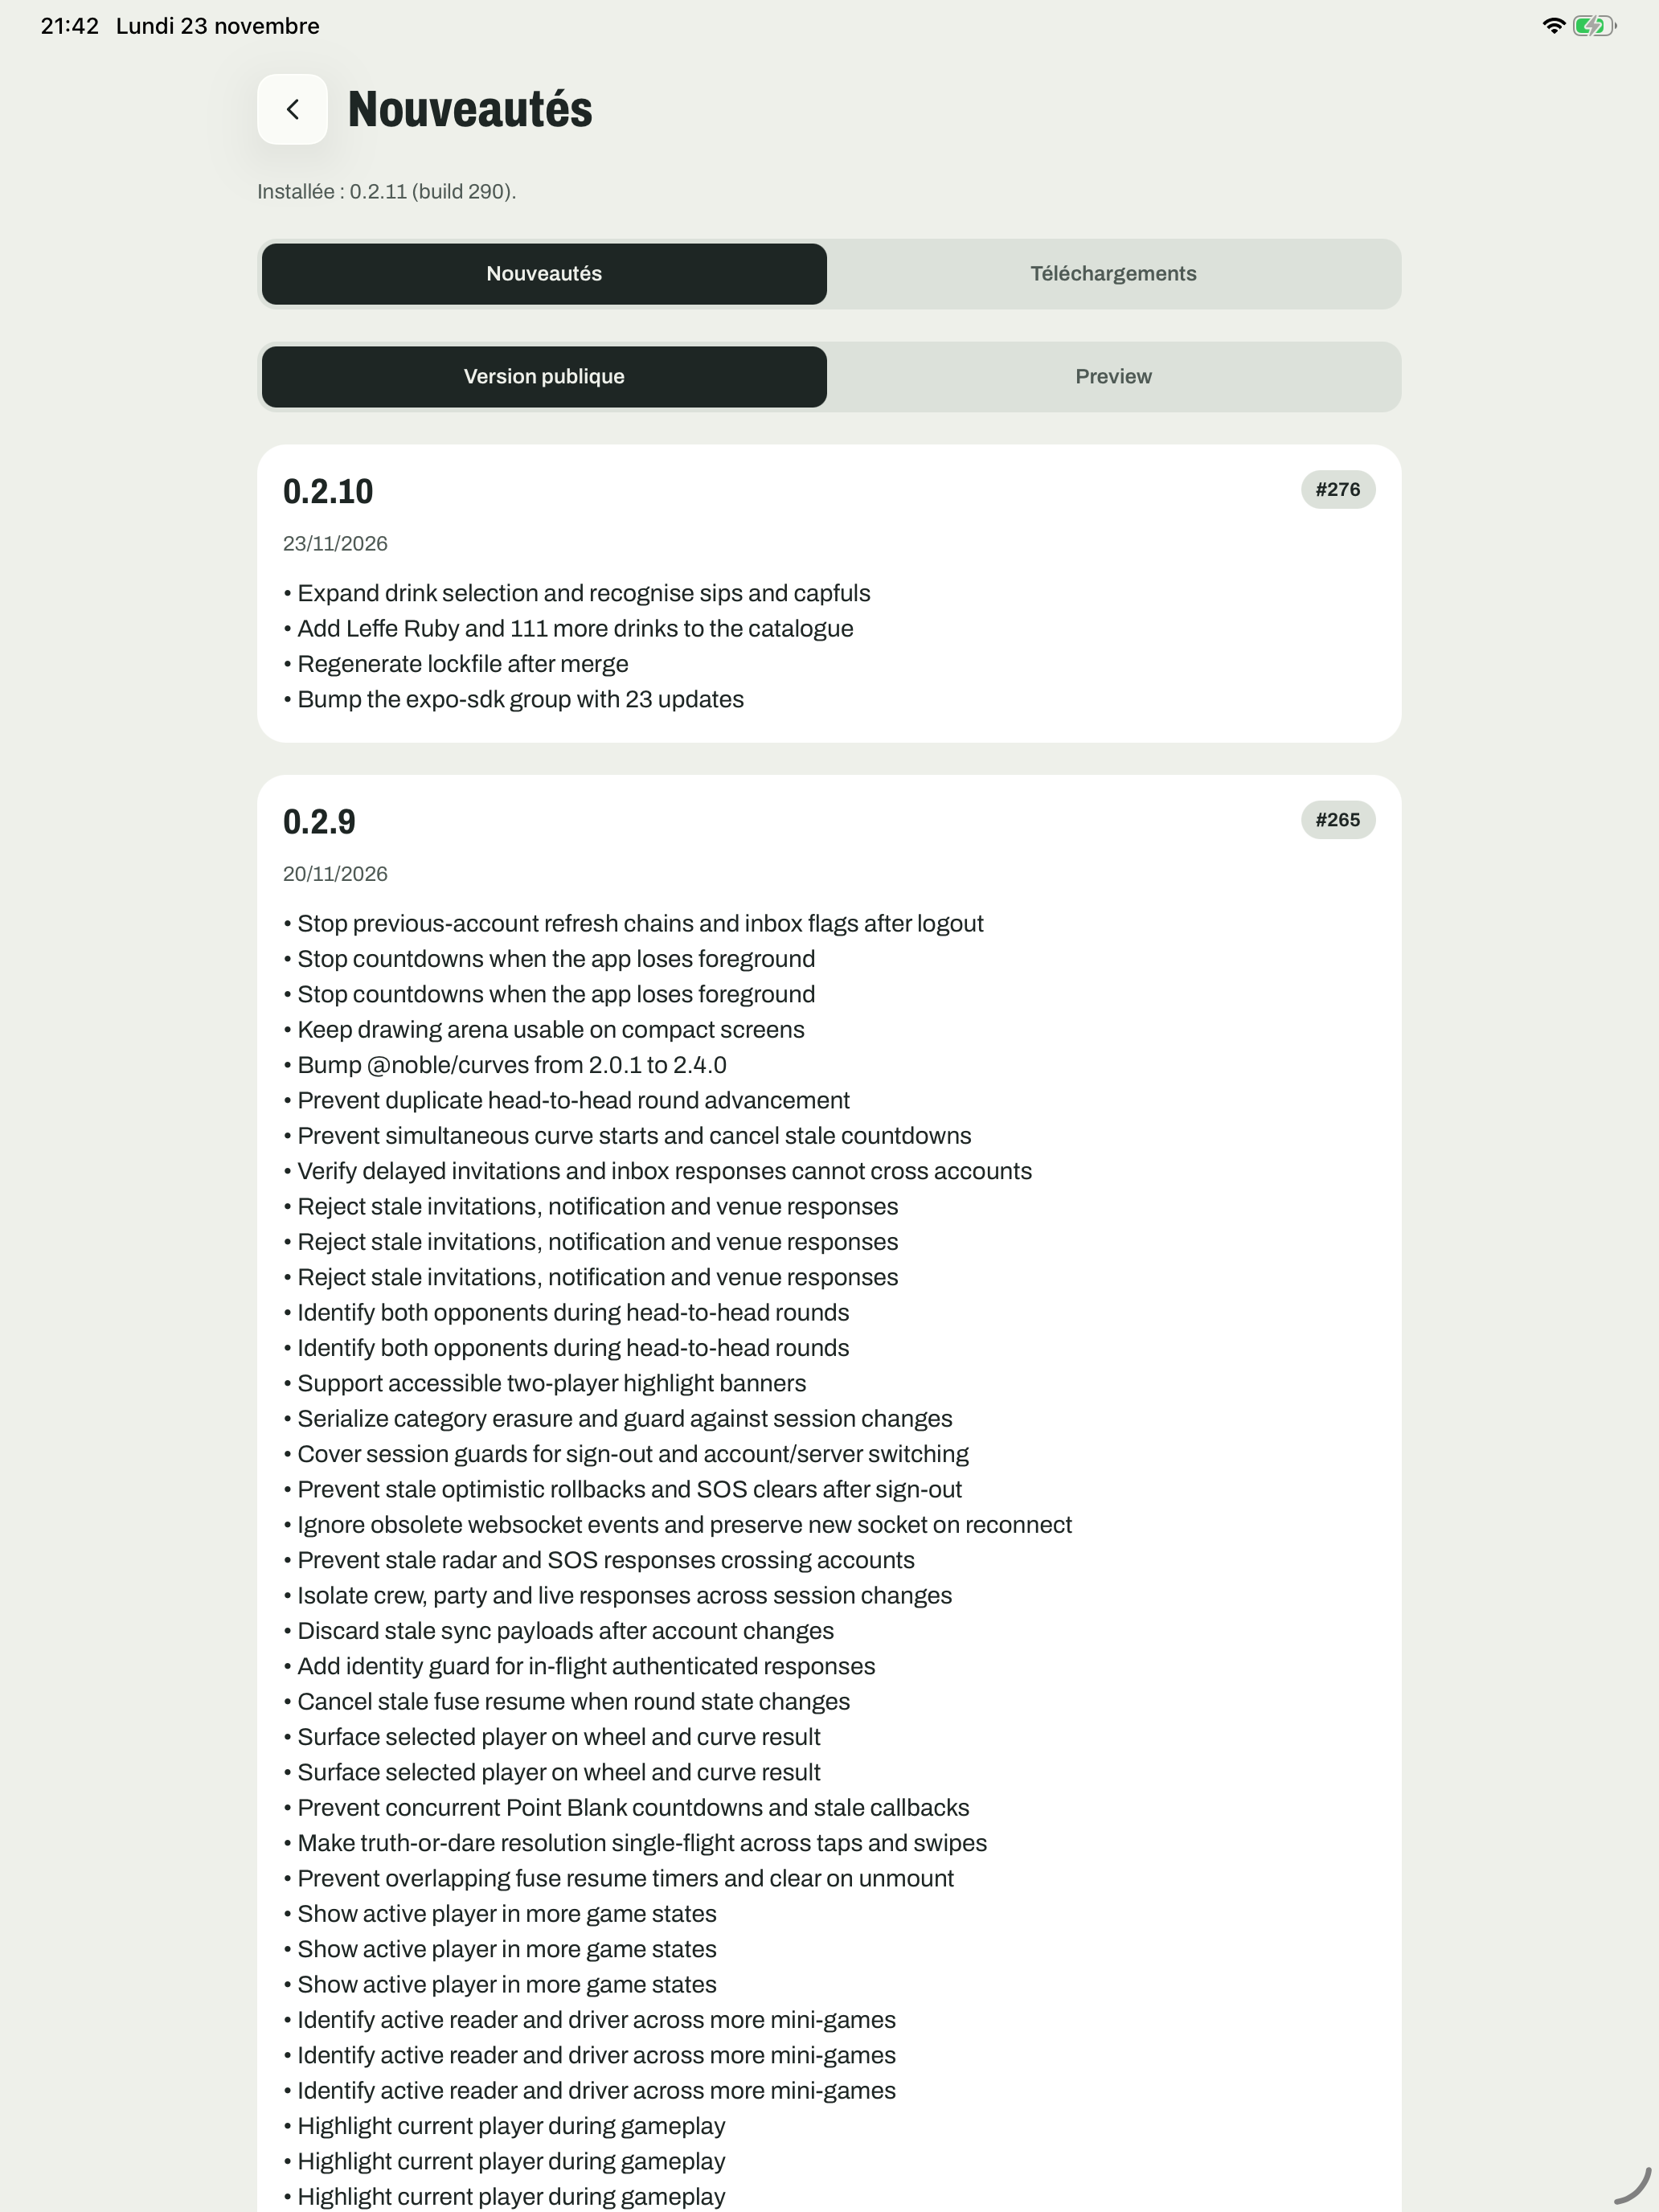 21:42 Lundi 23 novembre
Nouveautés
Installée : 0.2.11 (build 290).
Nouveautés
Téléchargements
Version publique
Preview
0.2.10
#276
23/11/2026
• Expand drink selection and recognise sips and capfuls
• Add Leffe Ruby and 111 more drinks to the catalogue
• Regenerate lockfile after merge
• Bump the expo-sdk group with 23 updates
0.2.9
#265
20/11/2026
• Stop previous-account refresh chains and inbox flags after logout
• Stop countdowns when the app loses foreground
• Stop countdowns when the app loses foreground
• Keep drawing arena usable on compact screens
• Bump @noble/curves from 2.0.1 to 2.4.0
• Prevent duplicate head-to-head round advancement
• Prevent simultaneous curve starts and cancel stale countdowns
• Verify delayed invitations and inbox responses cannot cross accounts
• Reject stale invitations, notification and venue responses
• Reject stale invitations, notification and venue responses
• Reject stale invitations, notification and venue responses
• Identify both opponents during head-to-head rounds
• Identify both opponents during head-to-head rounds
• Support accessible two-player highlight banners
• Serialize category erasure and guard against session changes
• Cover session guards for sign-out and account/server switching
• Prevent stale optimistic rollbacks and SOS clears after sign-out
• Ignore obsolete websocket events and preserve new socket on reconnect
• Prevent stale radar and SOS responses crossing accounts
• Isolate crew, party and live responses across session changes
• Discard stale sync payloads after account changes
• Add identity guard for in-flight authenticated responses
• Cancel stale fuse resume when round state changes
• Surface selected player on wheel and curve result
• Surface selected player on wheel and curve result
• Prevent concurrent Point Blank countdowns and stale callbacks
• Make truth-or-dare resolution single-flight across taps and swipes
• Prevent overlapping fuse resume timers and clear on unmount
• Show active player in more game states
• Show active player in more game states
• Show active player in more game states
• Identify active reader and driver across more mini-games
• Identify active reader and driver across more mini-games
• Identify active reader and driver across more mini-games
• Highlight current player during gameplay
• Highlight current player during gameplay
• Highlight current player during gameplay